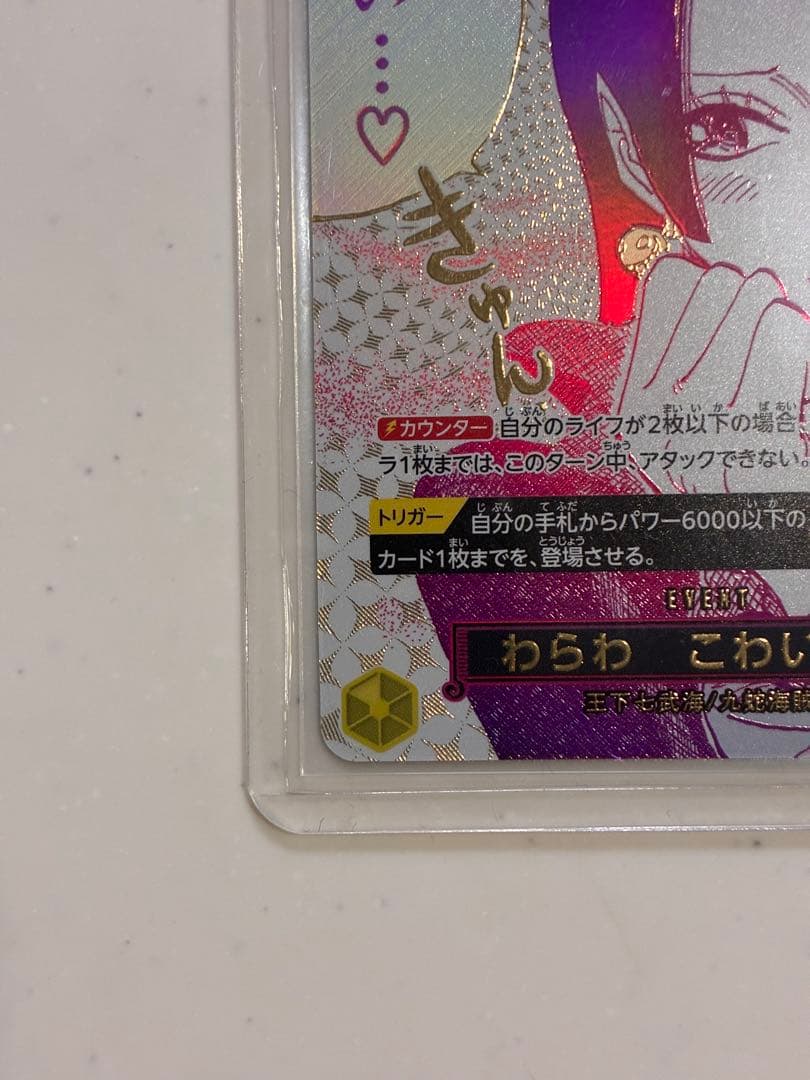 …♡
きゅん
カウンター 自分のライフが2枚以下の場合
ラ1枚までは、このターン中、アタックできない。
トリガー 自分の手札からパワー6000以下の
カード1枚までを、登場させる。
EVENT
わらわ こわい
王下七武海/九蛇海賊